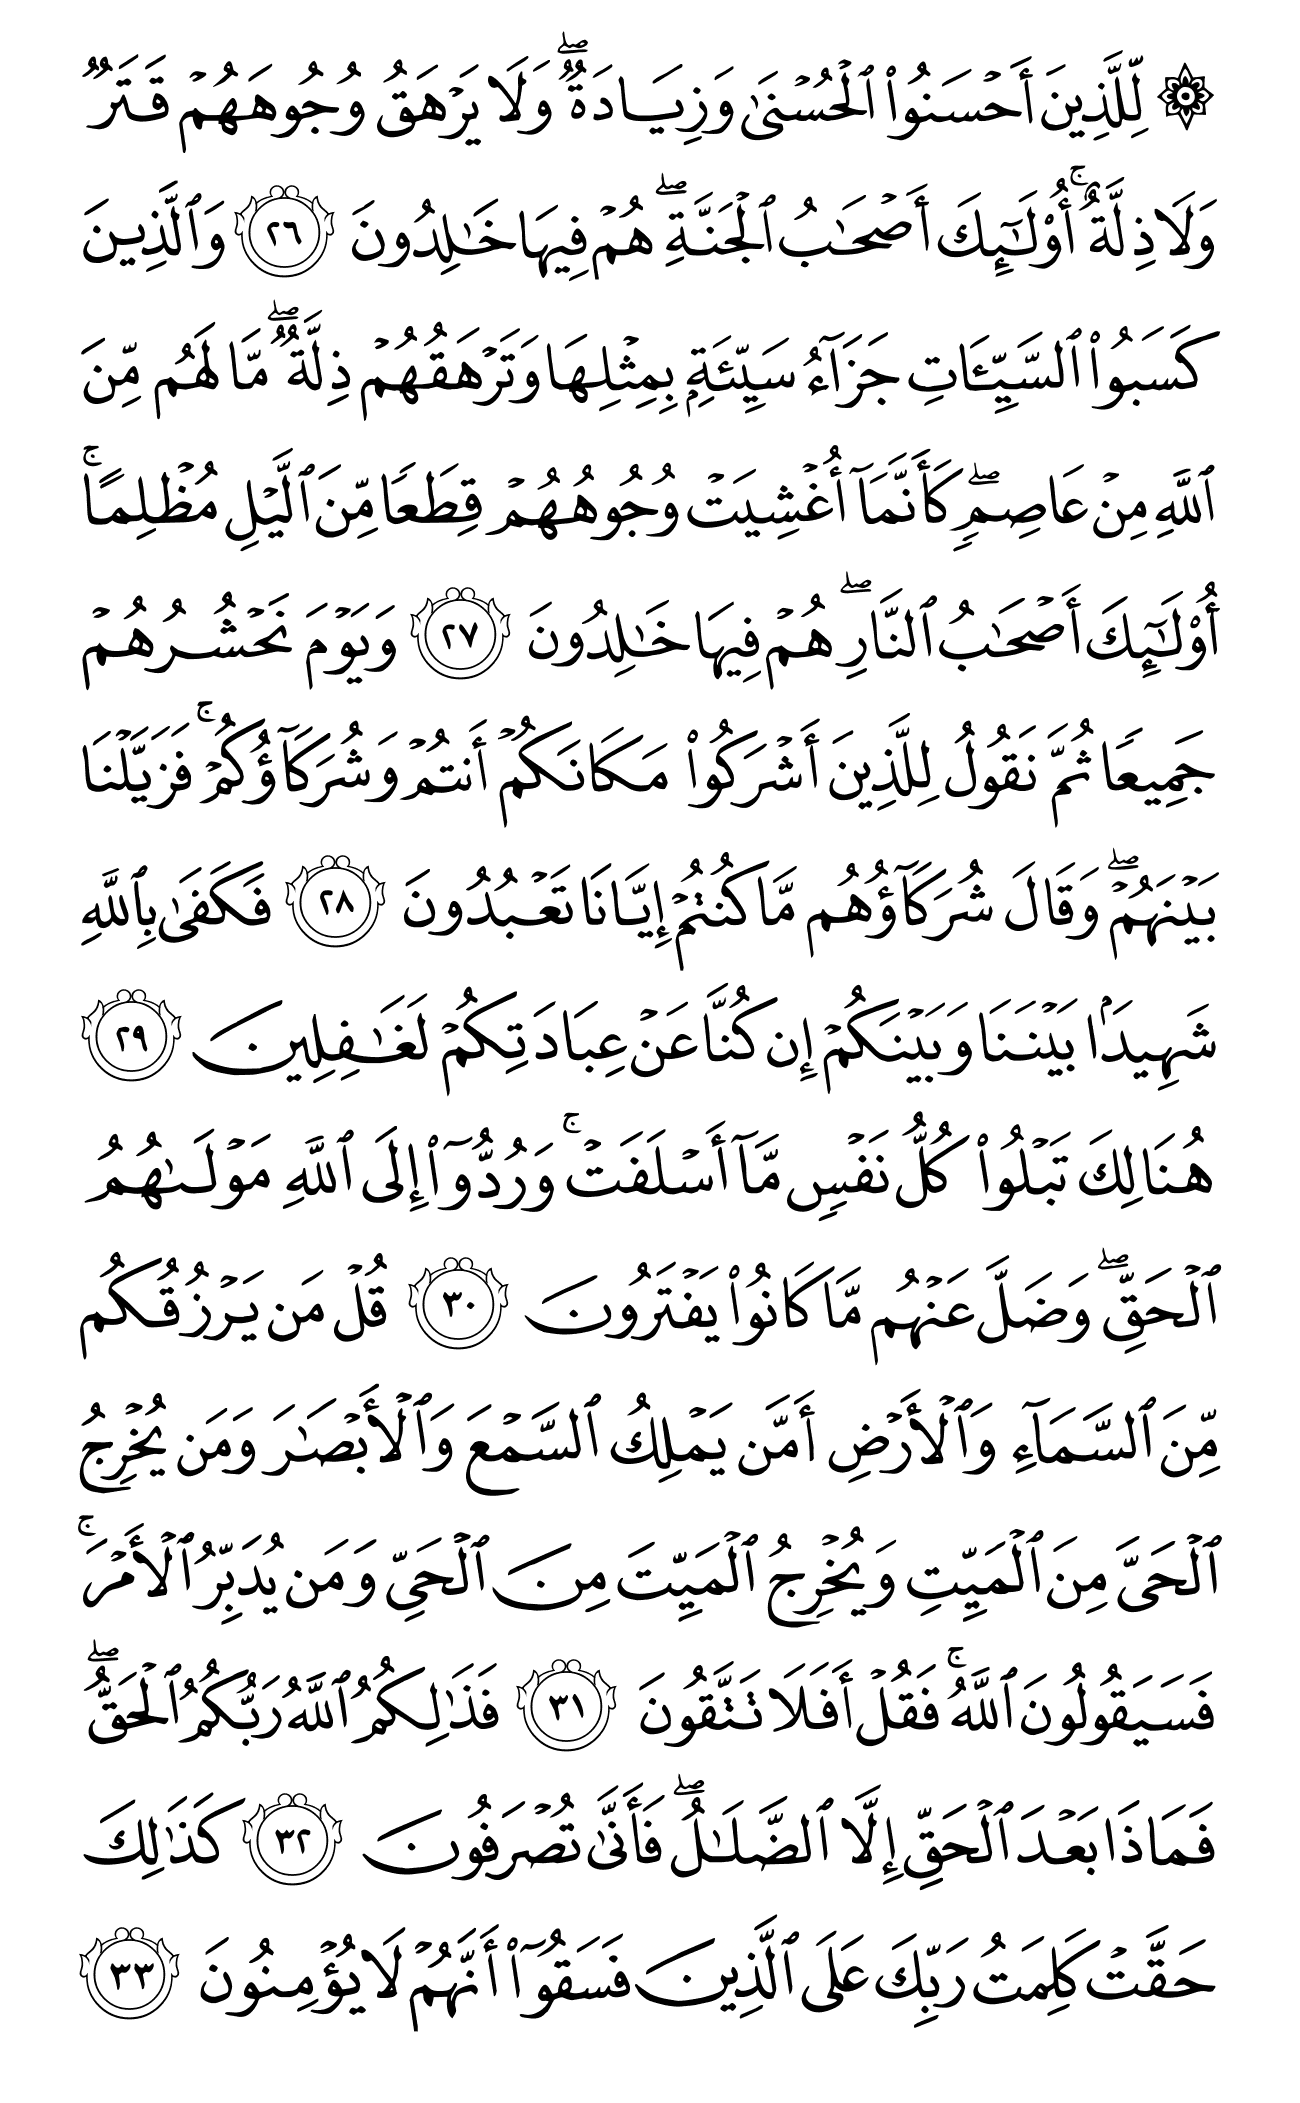 ۞ لِّلَّذِينَ أَحۡسَنُواْ ٱلۡحُسۡنَىٰ وَزِيَادَةٞۖ وَلَا يَرۡهَقُ وُجُوهَهُمۡ قَتَرٞ
وَلَا ذِلَّةٌۚ أُوْلَٰٓئِكَ أَصۡحَٰبُ ٱلۡجَنَّةِۖ هُمۡ فِيهَا خَٰلِدُونَ ٢٦ وَٱلَّذِينَ
كَسَبُواْ ٱلسَّيِّـَٔاتِ جَزَآءُ سَيِّئَةِۭ بِمِثۡلِهَا وَتَرۡهَقُهُمۡ ذِلَّةٞۖ مَّا لَهُم مِّنَ
ٱللَّهِ مِنۡ عَاصِمٖۖ كَأَنَّمَآ أُغۡشِيَتۡ وُجُوهُهُمۡ قِطَعٗا مِّنَ ٱلَّيۡلِ مُظۡلِمًاۚ
أُوْلَٰٓئِكَ أَصۡحَٰبُ ٱلنَّارِۖ هُمۡ فِيهَا خَٰلِدُونَ ٢٧ وَيَوۡمَ نَحۡشُرُهُمۡ
جَمِيعٗا ثُمَّ نَقُولُ لِلَّذِينَ أَشۡرَكُواْ مَكَانَكُمۡ أَنتُمۡ وَشُرَكَآؤُكُمۡۚ فَزَيَّلۡنَا
بَيۡنَهُمۡۖ وَقَالَ شُرَكَآؤُهُم مَّا كُنتُمۡ إِيَّانَا تَعۡبُدُونَ ٢٨ فَكَفَىٰ بِٱللَّهِ
شَهِيدَۢا بَيۡنَنَا وَبَيۡنَكُمۡ إِن كُنَّا عَنۡ عِبَادَتِكُمۡ لَغَٰفِلِينَ ٢٩
هُنَالِكَ تَبۡلُواْ كُلُّ نَفۡسٖ مَّآ أَسۡلَفَتۡۚ وَرُدُّوٓاْ إِلَى ٱللَّهِ مَوۡلَىٰهُمُ
ٱلۡحَقِّۖ وَضَلَّ عَنۡهُم مَّا كَانُواْ يَفۡتَرُونَ ٣٠ قُلۡ مَن يَرۡزُقُكُم
مِّنَ ٱلسَّمَآءِ وَٱلۡأَرۡضِ أَمَّن يَمۡلِكُ ٱلسَّمۡعَ وَٱلۡأَبۡصَٰرَ وَمَن يُخۡرِجُ
ٱلۡحَيَّ مِنَ ٱلۡمَيِّتِ وَيُخۡرِجُ ٱلۡمَيِّتَ مِنَ ٱلۡحَيِّ وَمَن يُدَبِّرُ ٱلۡأَمۡرَۚ
فَسَيَقُولُونَ ٱللَّهُۚ فَقُلۡ أَفَلَا تَتَّقُونَ ٣١ فَذَٰلِكُمُ ٱللَّهُ رَبُّكُمُ ٱلۡحَقُّۖ
فَمَاذَا بَعۡدَ ٱلۡحَقِّ إِلَّا ٱلضَّلَٰلُۖ فَأَنَّىٰ تُصۡرَفُونَ ٣٢ كَذَٰلِكَ
حَقَّتۡ كَلِمَتُ رَبِّكَ عَلَى ٱلَّذِينَ فَسَقُوٓاْ أَنَّهُمۡ لَا يُؤۡمِنُونَ ٣٣